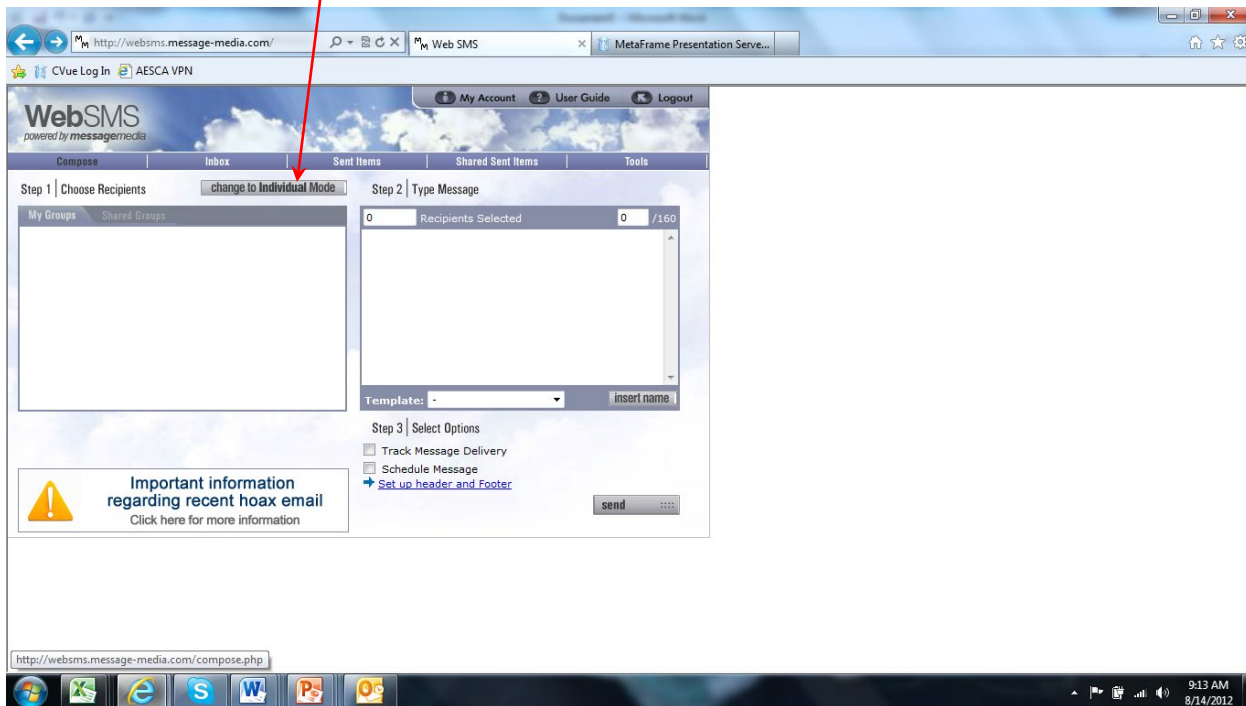 Document1 - Microsoft Word
http://websms.message-media.com/
Web SMS
MetaFrame Presentation Serve...
CVue Log In AESCA VPN
My Account User Guide Logout
WebSMS
powered by messagemedia
Compose Inbox Sent Items Shared Sent Items Tools
Step 1 Choose Recipients change to Individual Mode Step 2 Type Message
My Groups Shared Groups
0 Recipients Selected 0 /160
Template: - insert name
Step 3 Select Options
Track Message Delivery
Schedule Message
Set up header and Footer
send
Important information
regarding recent hoax email
Click here for more information
http://websms.message-media.com/compose.php
9:13 AM
8/14/2012